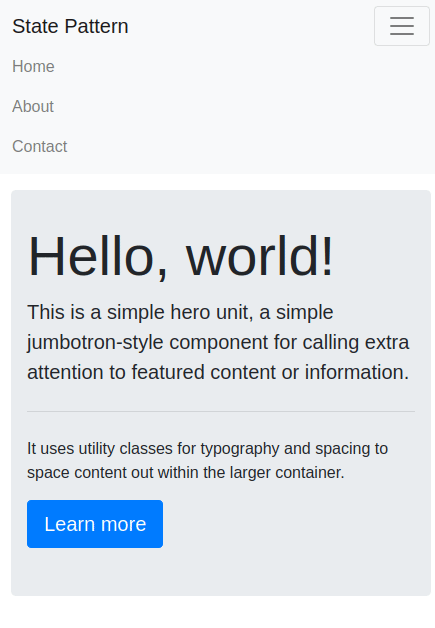 State Pattern
Home
About
Contact
Hello, world!
This is a simple hero unit, a simple
jumbotron-style component for calling extra
attention to featured content or information.
It uses utility classes for typography and spacing to
space content out within the larger container.
Learn more